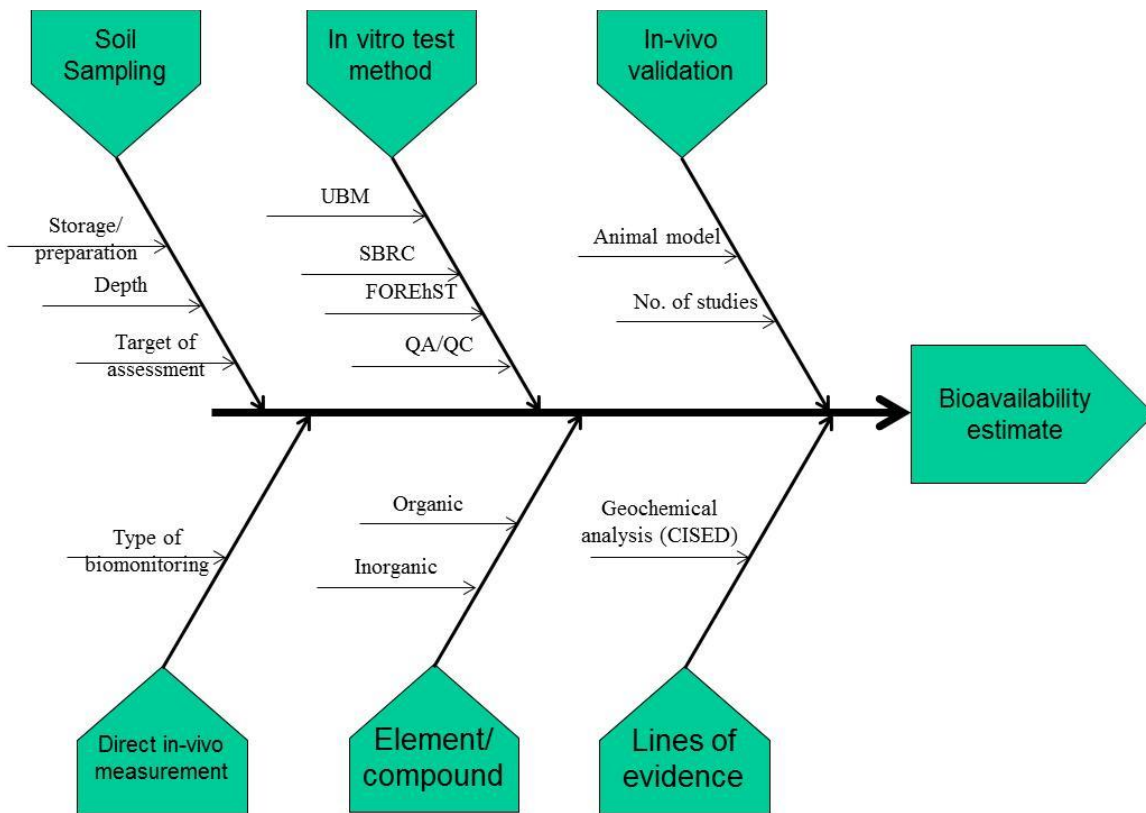 Soil
Sampling
In vitro test
method
In-vivo
validation
Storage/
preparation
Depth
Target of
assessment
UBM
SBRC
FOREhST
QA/QC
Animal model
No. of studies
Bioavailability
estimate
Type of
biomonitoring
Organic
Inorganic
Geochemical
analysis (CISED)
Direct in-vivo
measurement
Element/
compound
Lines of
evidence